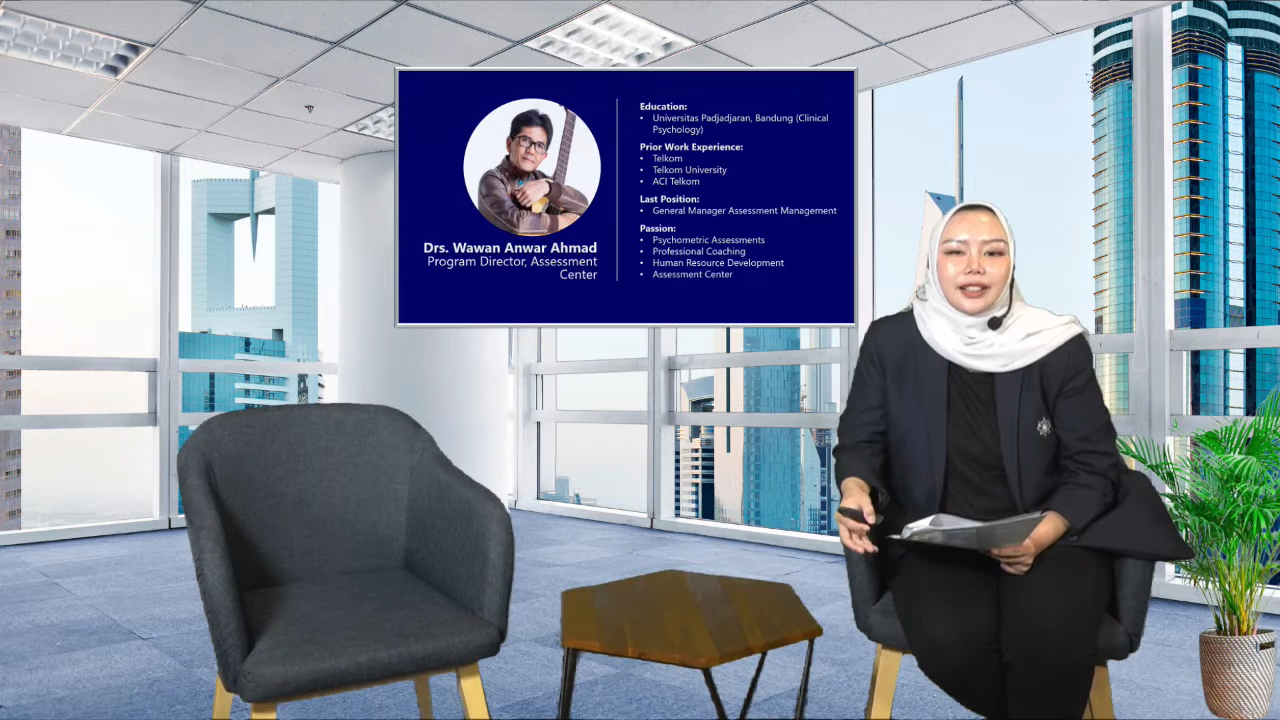 Drs. Wawan Anwar Ahmad
Program Director, Assessment
Center
Education:
• Universitas Padjadjaran, Bandung (Clinical
Psychology)
Prior Work Experience:
• Telkom
• Telkom University
• ACI Telkom
Last Position:
• General Manager Assessment Management
Passion:
• Psychometric Assessments
• Professional Coaching
• Human Resource Development
• Assessment Center